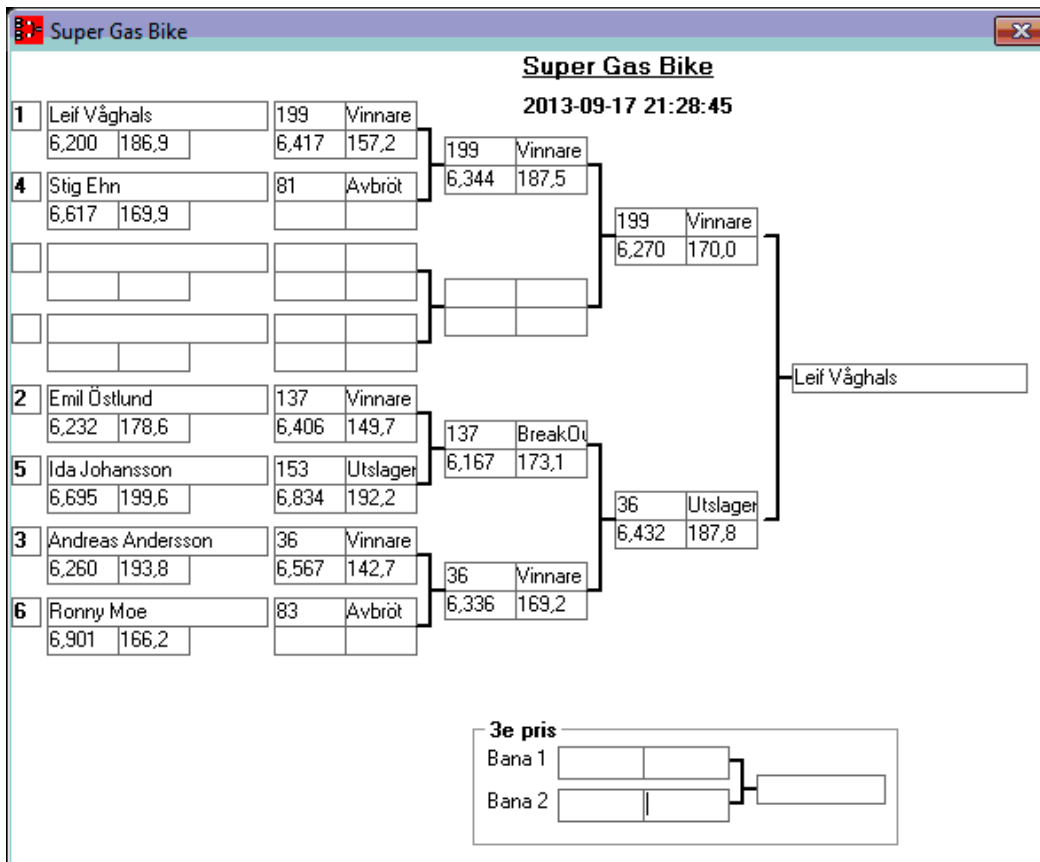 Super Gas Bike
Super Gas Bike
2013-09-17 21:28:45
1 Leif Våghals 199 Vinnare
6,200 186,9 6,417 157,2
199 Vinnare
6,344 187,5
4 Stig Ehn 81 Avbröt
6,617 169,9
199 Vinnare
6,270 170,0
Leif Våghals
2 Emil Östlund 137 Vinnare
6,232 178,6 6,406 149,7
137 BreakOu
6,167 173,1
5 Ida Johansson 153 Utslager
6,695 199,6 6,834 192,2
36 Utslager
6,432 187,8
3 Andreas Andersson 36 Vinnare
6,260 193,8 6,567 142,7
36 Vinnare
6,336 169,2
6 Ronny Moe 83 Avbröt
6,901 166,2
3e pris
Bana 1
Bana 2